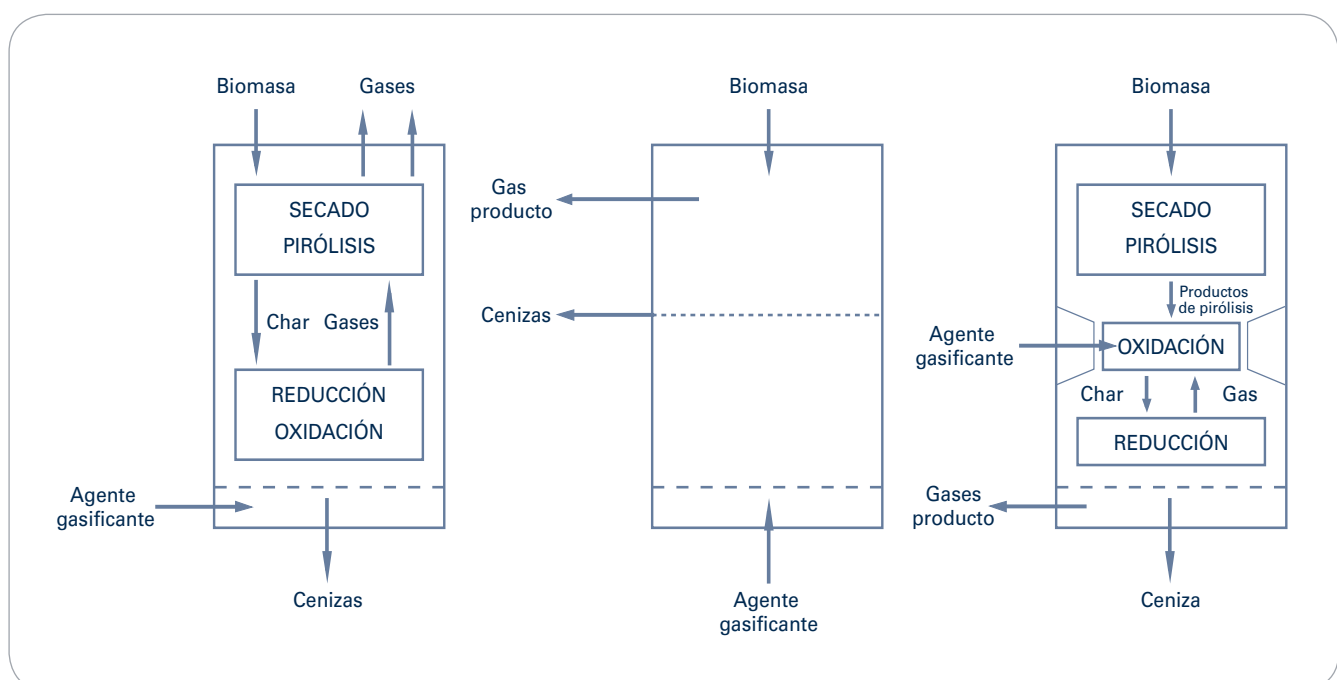 Biomasa
Gases
SECADO
PIRÓLISIS
Char
Gases
REDUCCIÓN
OXIDACIÓN
Agente
gasificante
Cenizas
Biomasa
Gas
producto
Cenizas
Agente
gasificante
Biomasa
SECADO
PIRÓLISIS
Productos
de pirólisis
Agente
gasificante
OXIDACIÓN
Char
Gas
REDUCCIÓN
Gases
producto
Ceniza